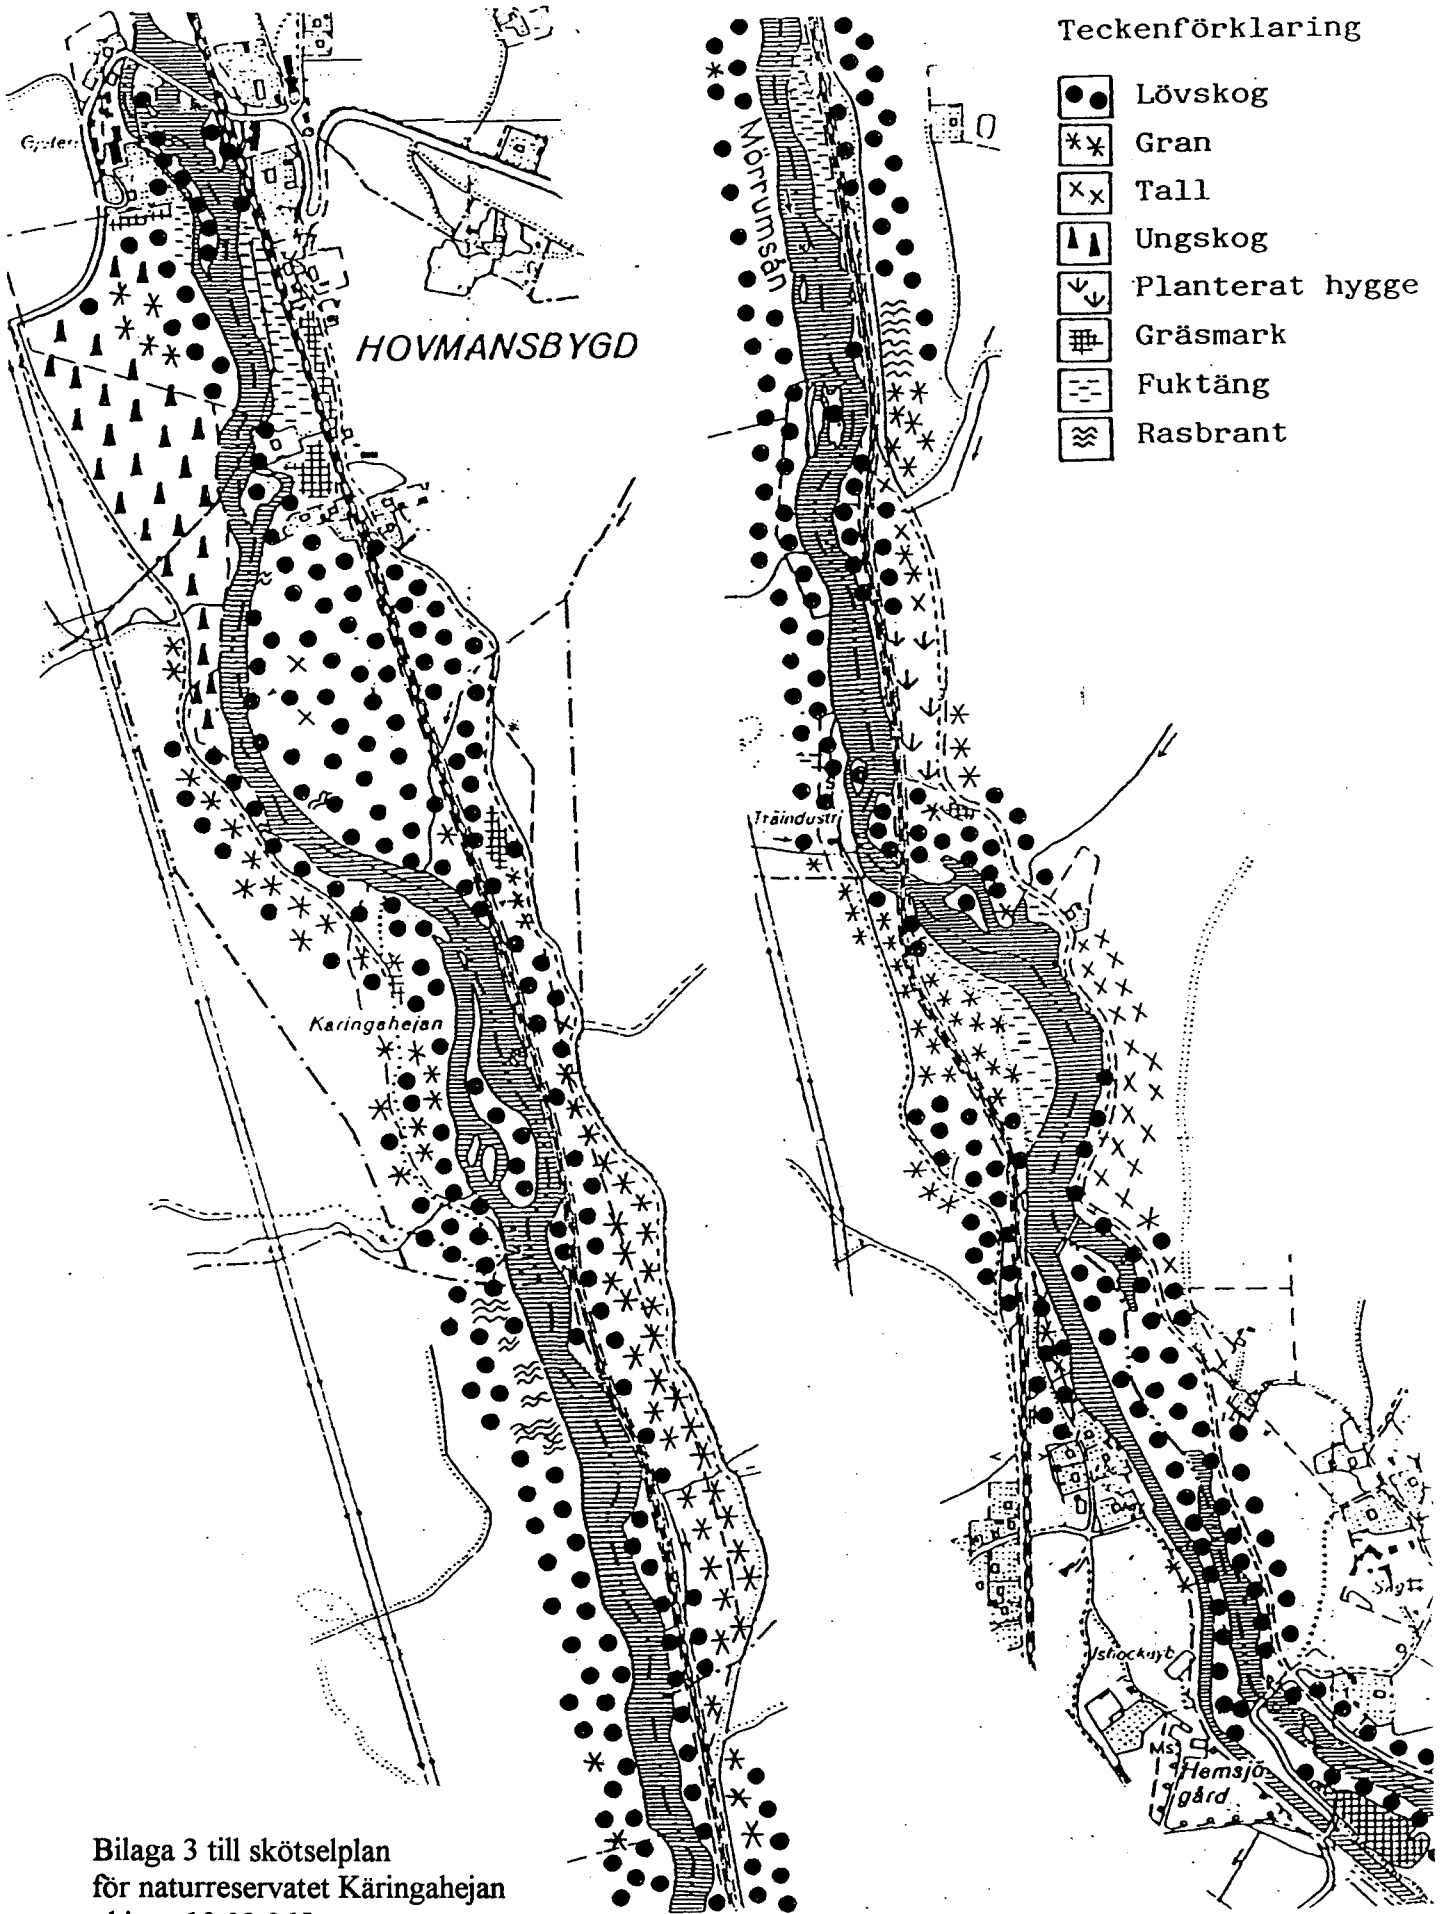 Teckenförklaring
Lövskog
Gran
Tall
Ungskog
Planterat hygge
Gräsmark
Fuktäng
Rasbrant
Mörrumsån
HOVMANSBYGD
Träindustri
Käringahejan
Ms
Hemsjö
gård
Bilaga 3 till skötselplan
för naturreservatet Käringahejan